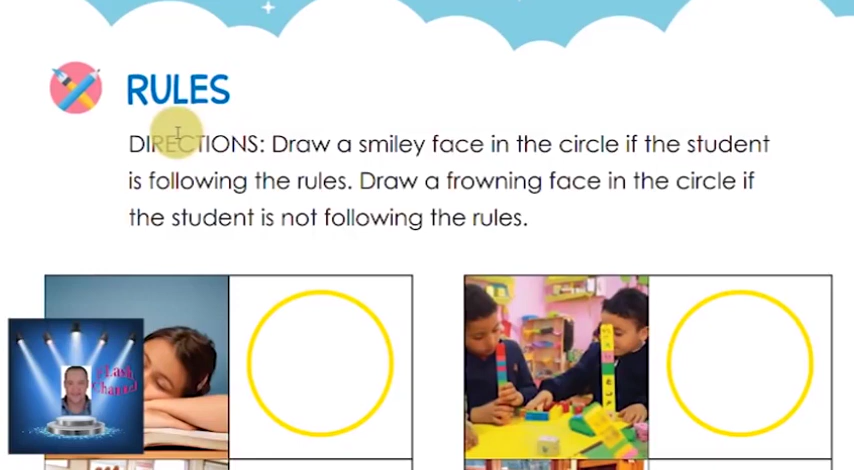 RULES
DIRECTIONS: Draw a smiley face in the circle if the student
is following the rules. Draw a frowning face in the circle if
the student is not following the rules.